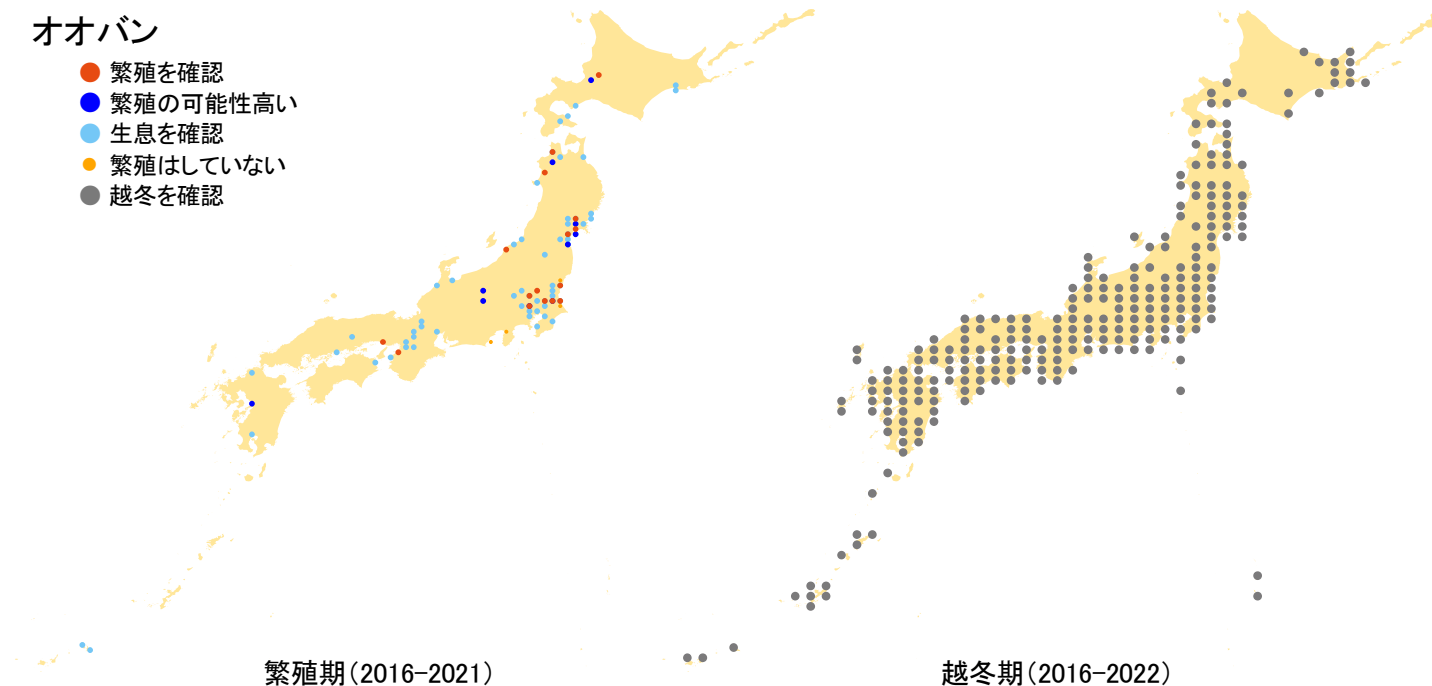 オオバン
繁殖を確認
繁殖の可能性高い
生息を確認
繁殖はしていない
越冬を確認
繁殖期（2016-2021）
越冬期（2016-2022）